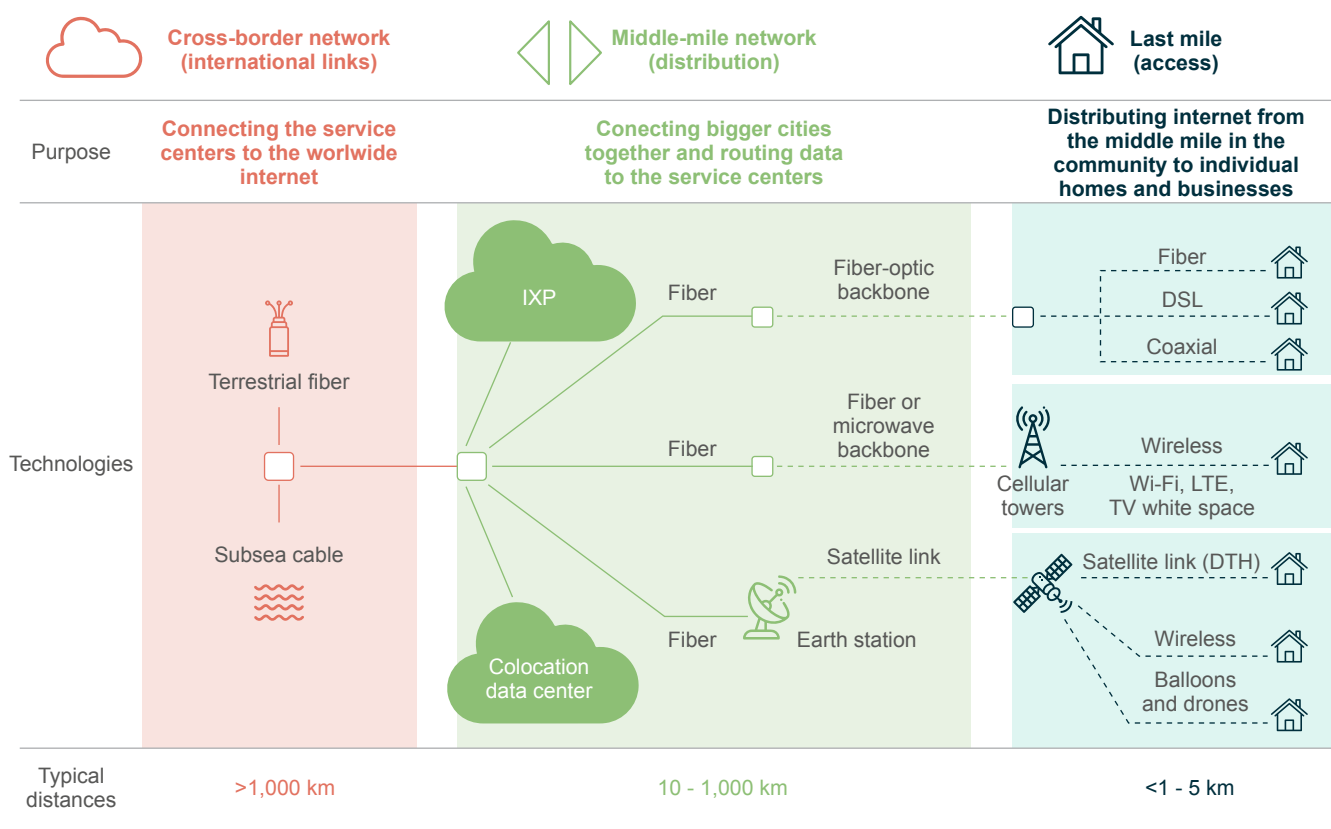 Cross-border network
(international links)
Middle-mile network
(distribution)
Last mile
(access)
Purpose
Connecting the service
centers to the worlwide
internet
Conecting bigger cities
together and routing data
to the service centers
Distributing internet from
the middle mile in the
community to individual
homes and businesses
Technologies
Terrestrial fiber
Subsea cable
IXP
Colocation
data center
Fiber
Fiber-optic
backbone
Fiber
Fiber or
microwave
backbone
Fiber
Earth station
Satellite link
Fiber
DSL
Coaxial
Cellular
towers
Wireless
Wi-Fi, LTE,
TV white space
Satellite link (DTH)
Wireless
Balloons
and drones
Typical
distances
>1,000 km
10 - 1,000 km
<1 - 5 km